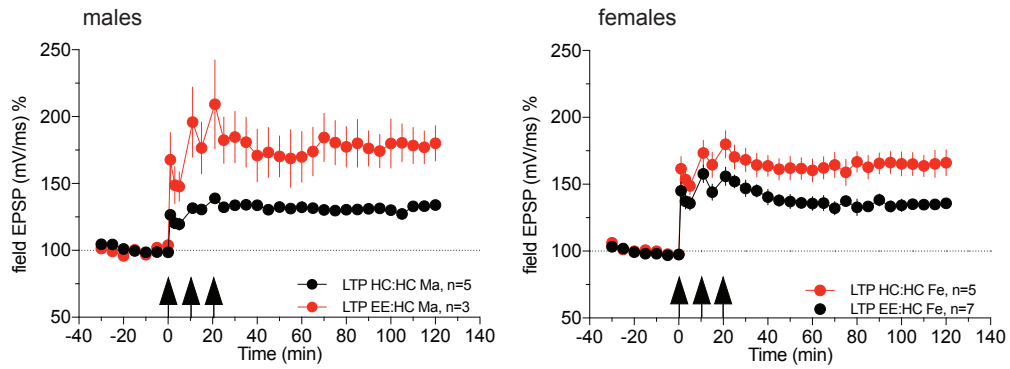 males
250
200
150
100
50
field EPSP (mV/ms) %
LTP HC:HC Ma, n=5
LTP EE:HC Ma, n=3
-40 -20 0 20 40 60 80 100 120 140
Time (min)
females
250
200
150
100
50
field EPSP (mV/ms) %
LTP HC:HC Fe, n=5
LTP EE:HC Fe, n=7
-40 -20 0 20 40 60 80 100 120 140
Time (min)